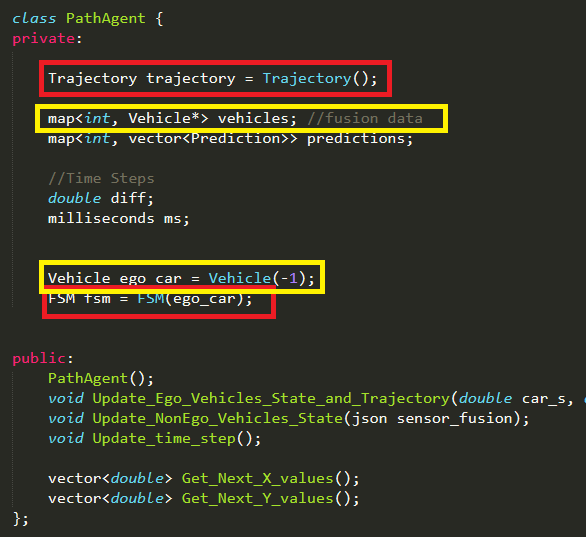 class PathAgent {
private:
Trajectory trajectory = Trajectory();
map<int, Vehicle*> vehicles; //fusion data
map<int, vector<Prediction>> predictions;
//Time Steps
double diff;
milliseconds ms;
Vehicle ego_car = Vehicle(-1);
FSM fsm = FSM(ego_car);
public:
PathAgent();
void Update_Ego_Vehicles_State_and_Trajectory(double car_s,
void Update_NonEgo_Vehicles_State(json sensor_fusion);
void Update_time_step();
vector<double> Get_Next_X_values();
vector<double> Get_Next_Y_values();
};